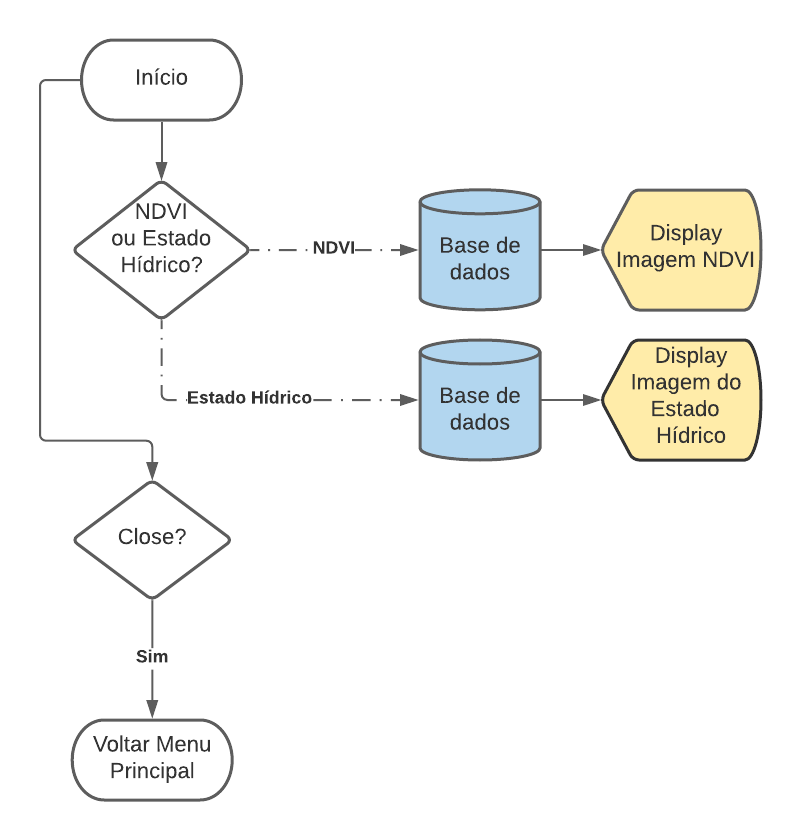 Início
NDVI
ou Estado
Hídrico?
NDVI
Base de
dados
Display
Imagem NDVI
Estado Hídrico
Base de
dados
Display
Imagem do
Estado
Hídrico
Close?
Sim
Voltar Menu
Principal